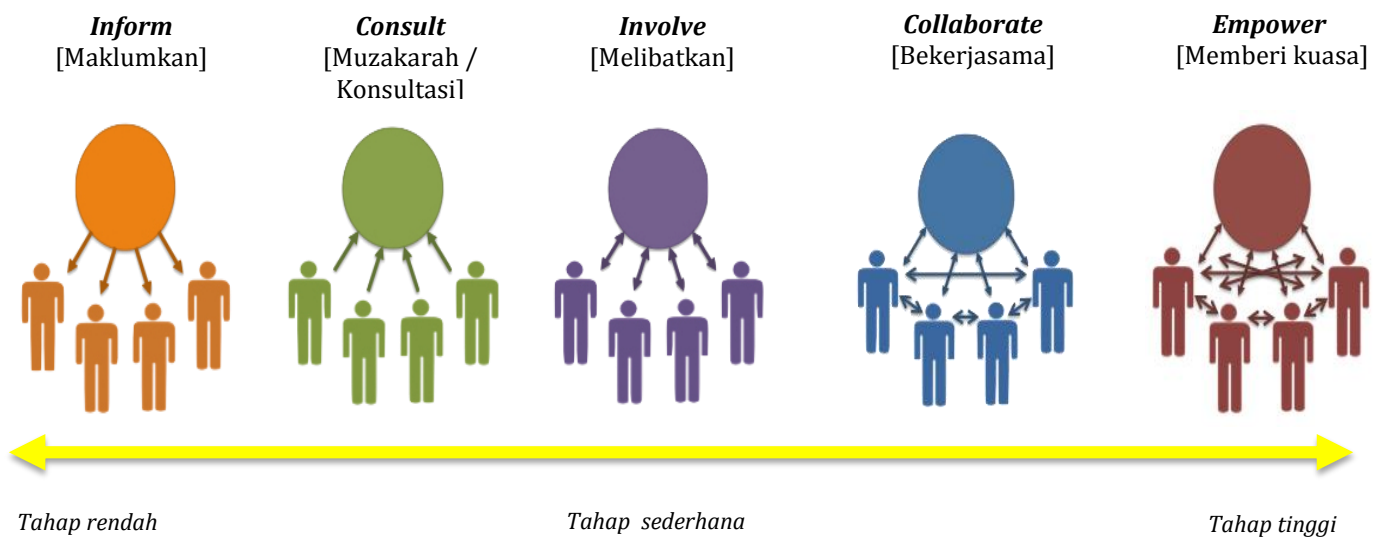 Inform
[Maklumkan]
Consult
[Muzakarah /
Konsultasi]
Involve
[Melibatkan]
Collaborate
[Bekerjasama]
Empower
[Memberi kuasa]
Tahap rendah
Tahap sederhana
Tahap tinggi